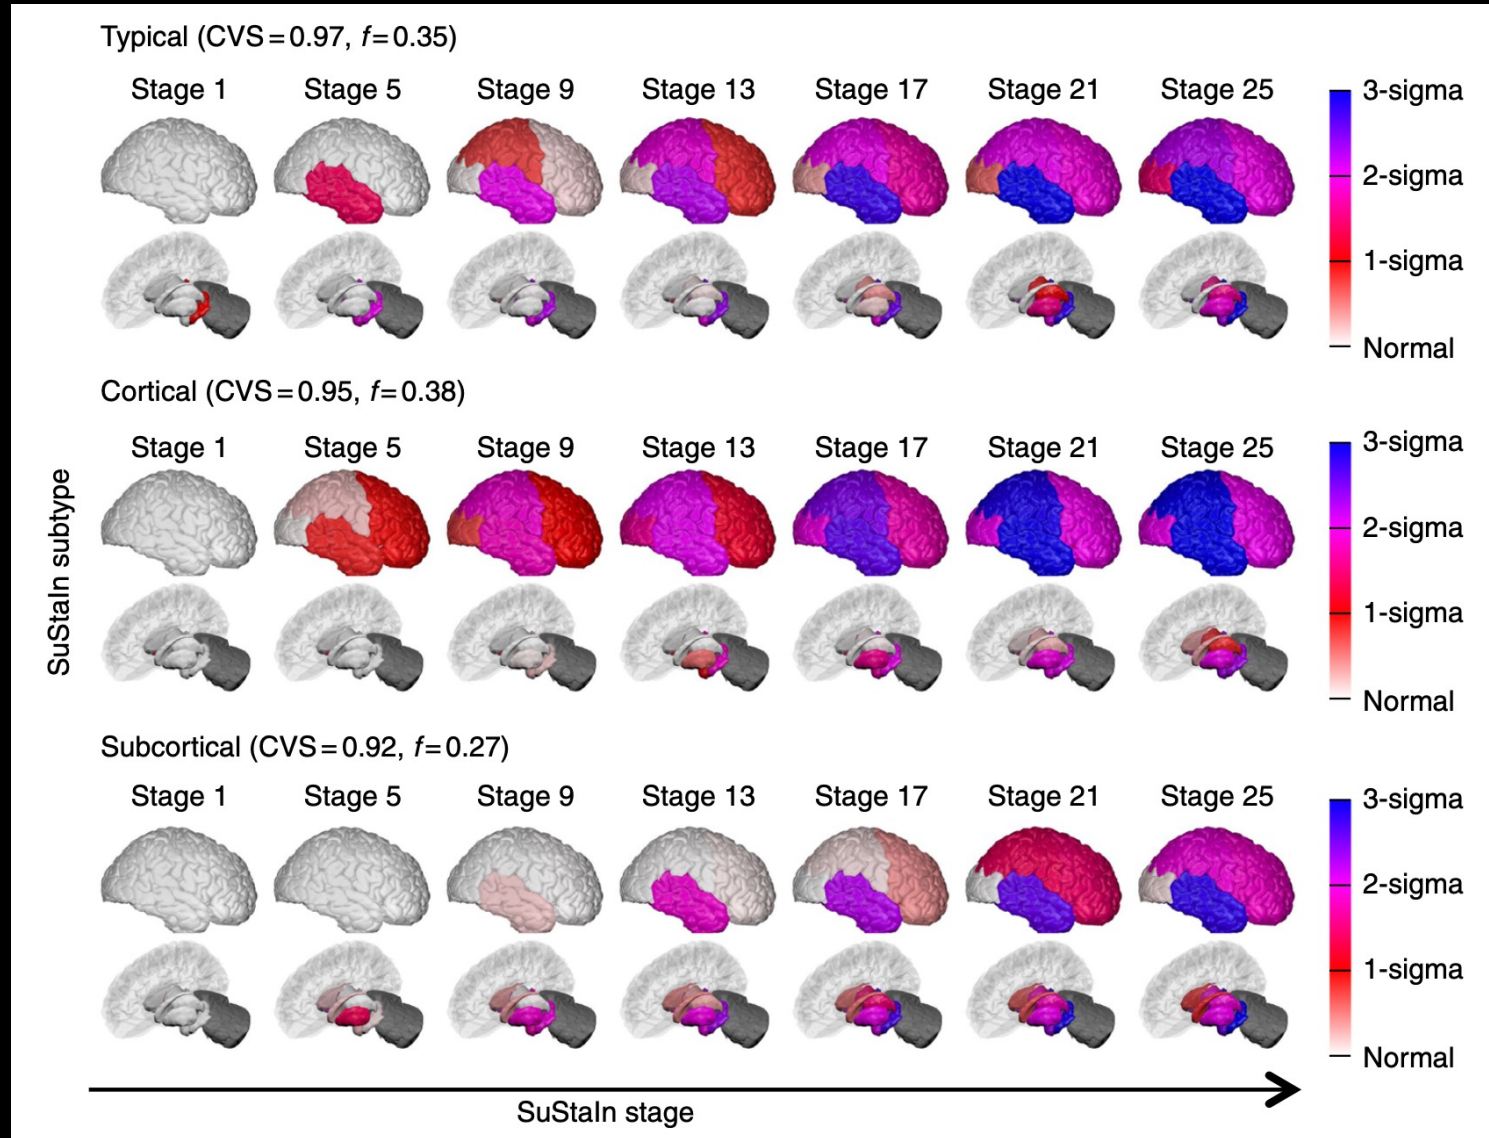 Typical (CVS = 0.97, f = 0.35)
Stage 1 Stage 5 Stage 9 Stage 13 Stage 17 Stage 21 Stage 25
3-sigma
2-sigma
1-sigma
Normal
Cortical (CVS = 0.95, f = 0.38)
Stage 1 Stage 5 Stage 9 Stage 13 Stage 17 Stage 21 Stage 25
3-sigma
2-sigma
1-sigma
Normal
SuStaIn subtype
Subcortical (CVS = 0.92, f = 0.27)
Stage 1 Stage 5 Stage 9 Stage 13 Stage 17 Stage 21 Stage 25
3-sigma
2-sigma
1-sigma
Normal
SuStaIn stage